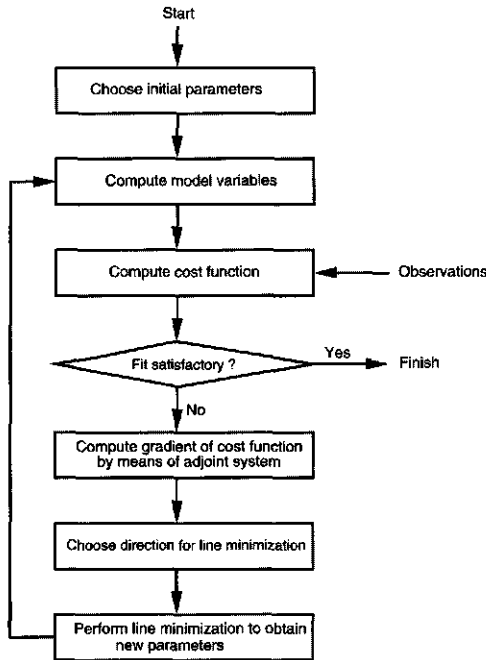 Start
Choose initial parameters
Compute model variables
Compute cost function
Observations
Fit satisfactory ?
Yes
Finish
No
Compute gradient of cost function
by means of adjoint system
Choose direction for line minimization
Perform line minimization to obtain
new parameters